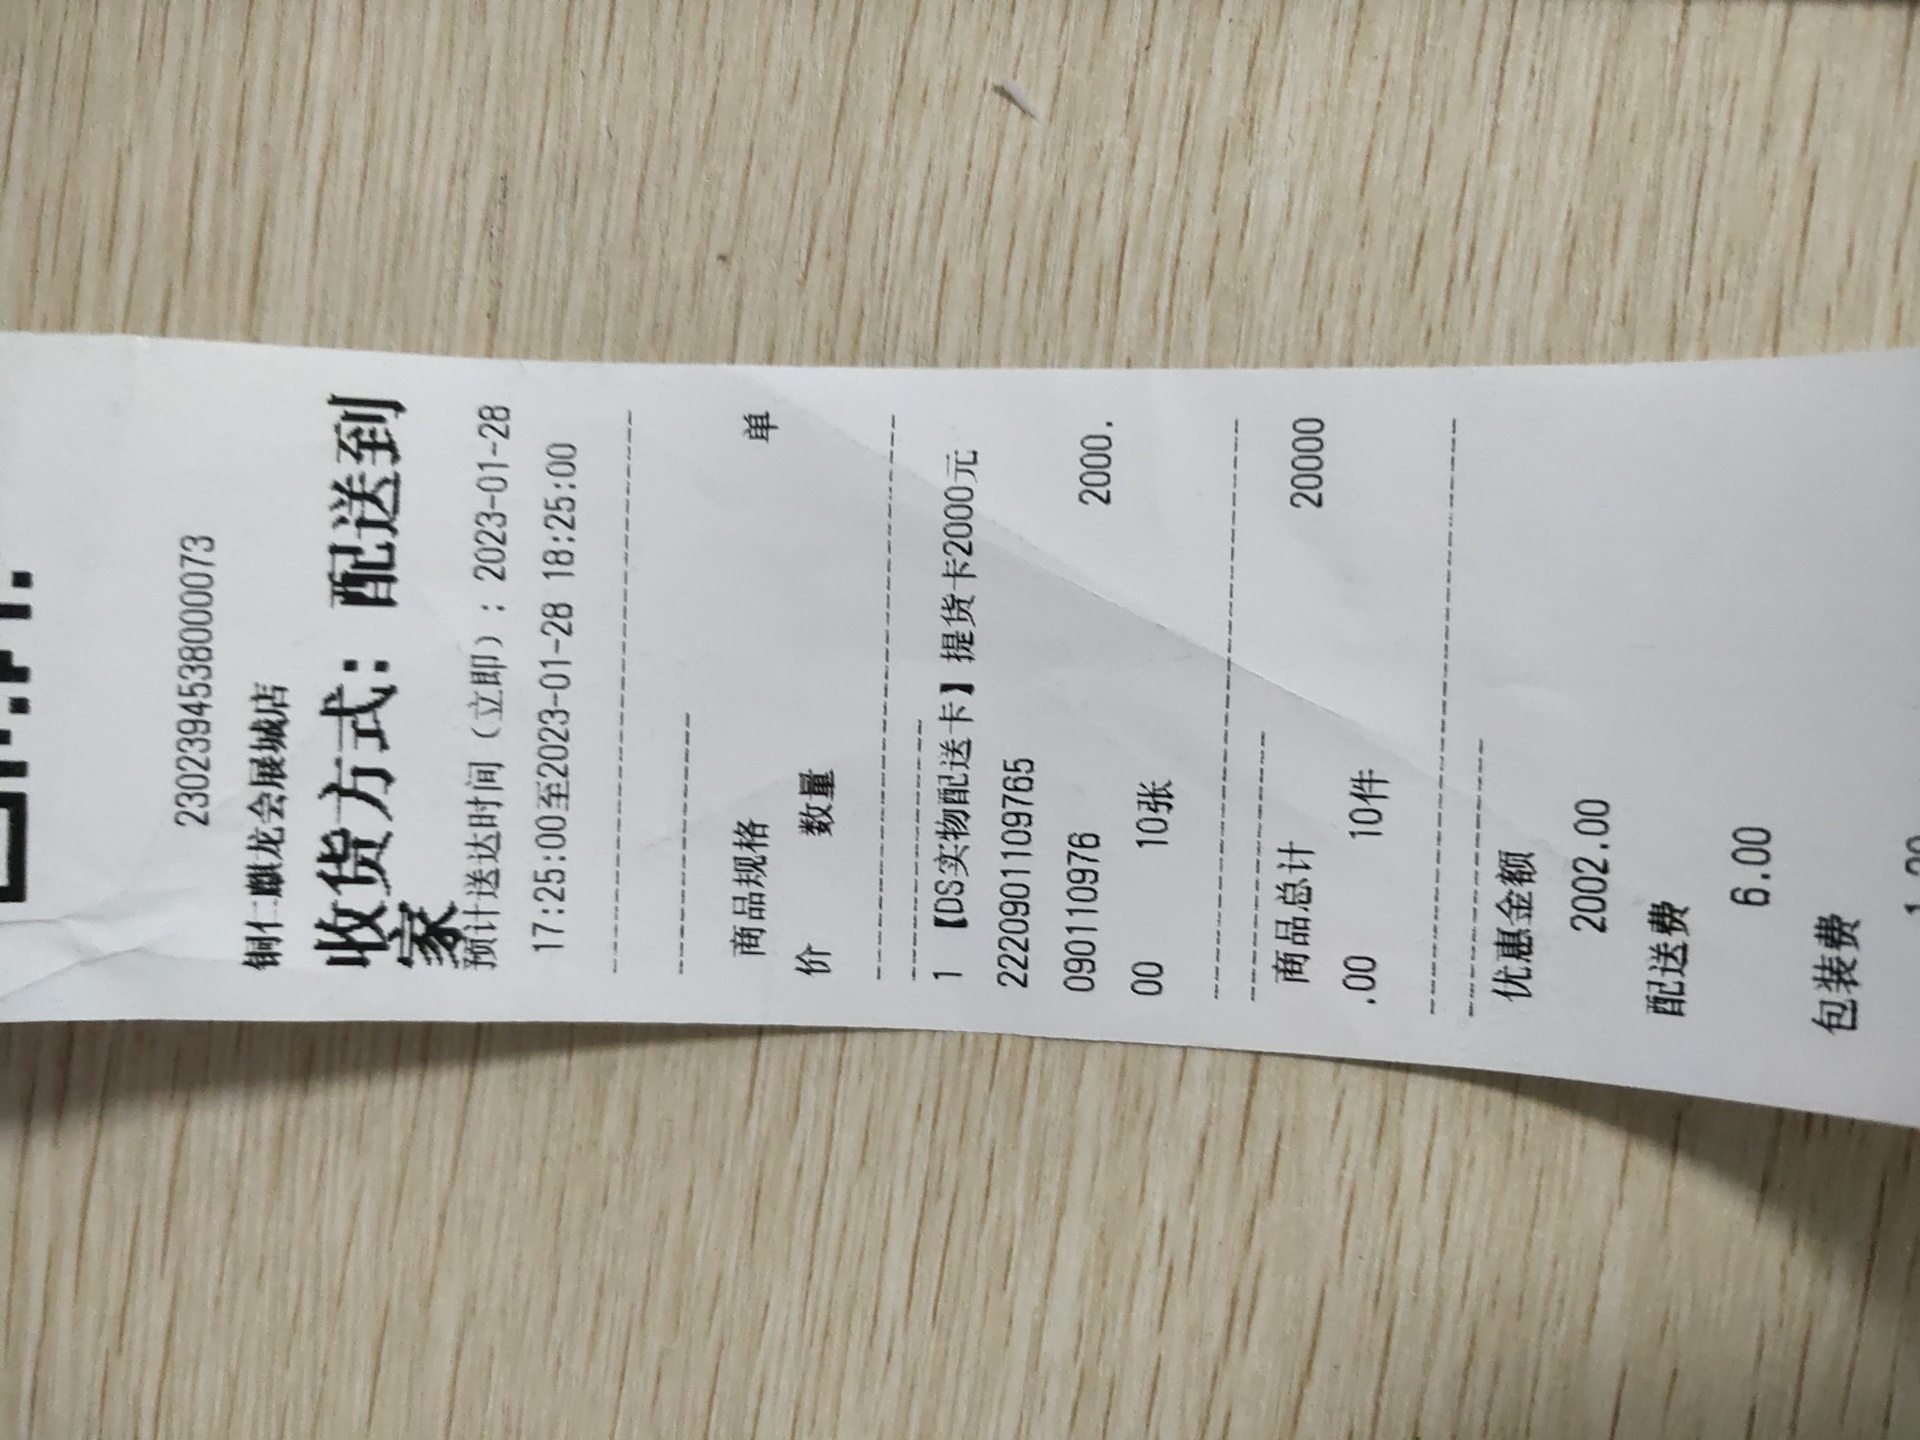 230239453800073
铜仁麒龙会展城店
收货方式：配送到
家
预计送达时间（立即）：2023-01-28
17:25:00至2023-01-28 18:25:00
--------------------------------
商品规格 单
价 数量
--------------------------------
1 【DS实物配送卡】提货卡2000元
2220901109765
0901110976 2000.
00 10张
--------------------------------
商品总计 20000
.00 10件
--------------------------------
优惠金额
2002.00
配送费
6.00
包装费